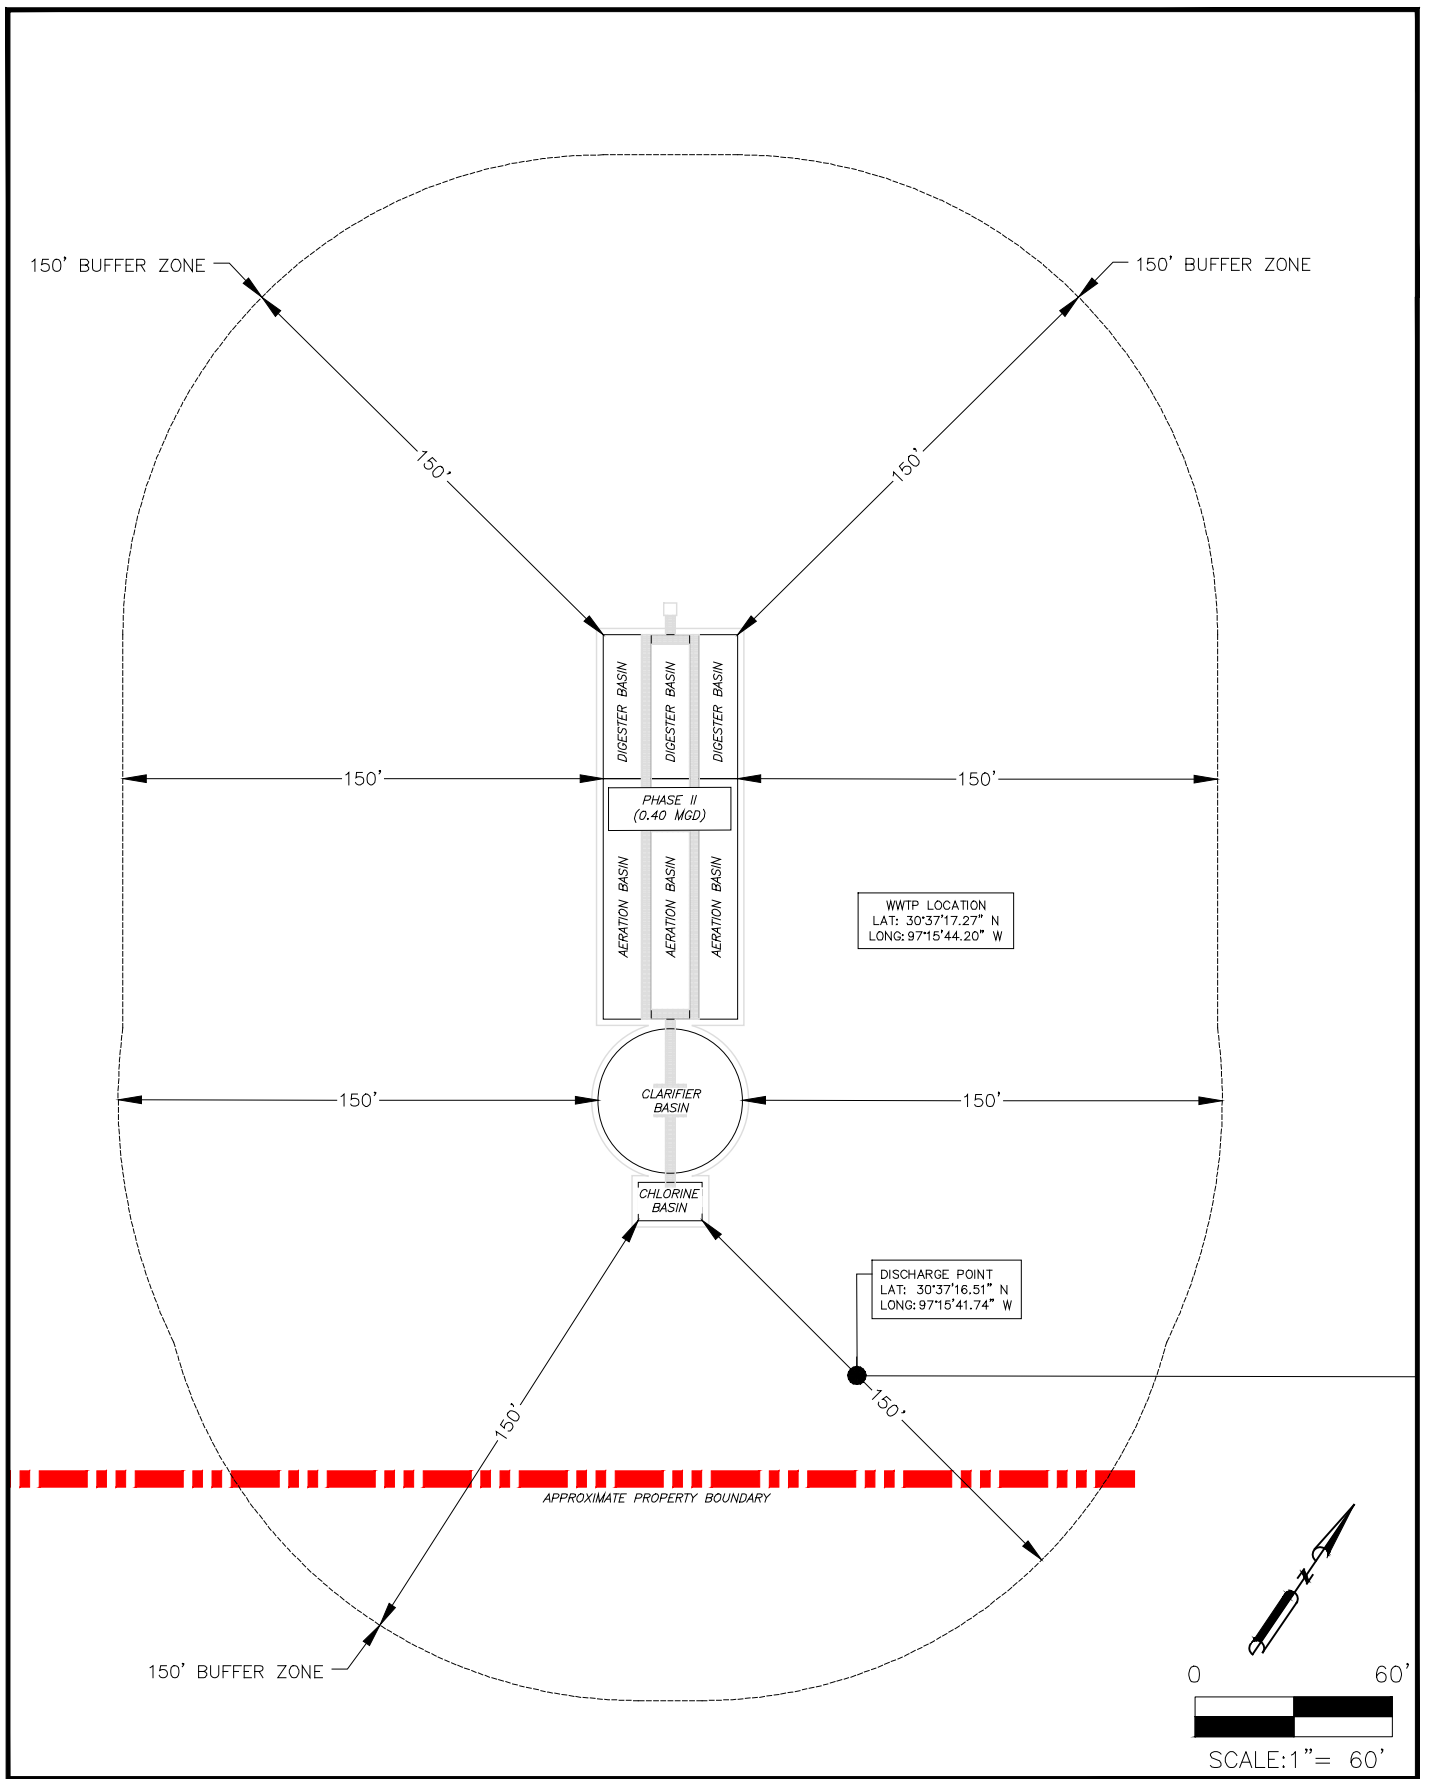 150' BUFFER ZONE
150' BUFFER ZONE
150'
150'
DIGESTER BASIN
DIGESTER BASIN
DIGESTER BASIN
150'
150'
PHASE II
(0.40 MGD)
AERATION BASIN
AERATION BASIN
AERATION BASIN
WWTP LOCATION
LAT: 30°37'17.27" N
LONG: 97°15'44.20" W
150'
CLARIFIER
BASIN
150'
CHLORINE
BASIN
DISCHARGE POINT
LAT: 30°37'16.51" N
LONG: 97°15'41.74" W
150'
150'
APPROXIMATE PROPERTY BOUNDARY
N
150' BUFFER ZONE
0 60'
SCALE:1"= 60'